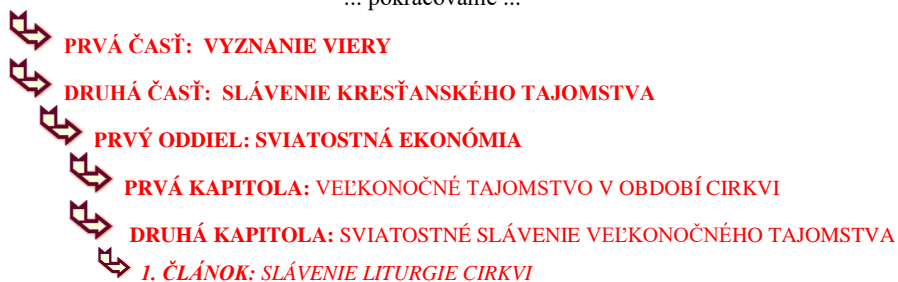 ... pokračovanie ...
PRVÁ ČASŤ: VYZNANIE VIERY
DRUHÁ ČASŤ: SLÁVENIE KRESŤANSKÉHO TAJOMSTVA
PRVÝ ODDIEL: SVIATOSTNÁ EKONÓMIA
PRVÁ KAPITOLA: VEĽKONOČNÉ TAJOMSTVO V OBDOBÍ CIRKVI
DRUHÁ KAPITOLA: SVIATOSTNÉ SLÁVENIE VEĽKONOČNÉHO TAJOMSTVA
1. ČLÁNOK: SLÁVENIE LITURGIE CIRKVI